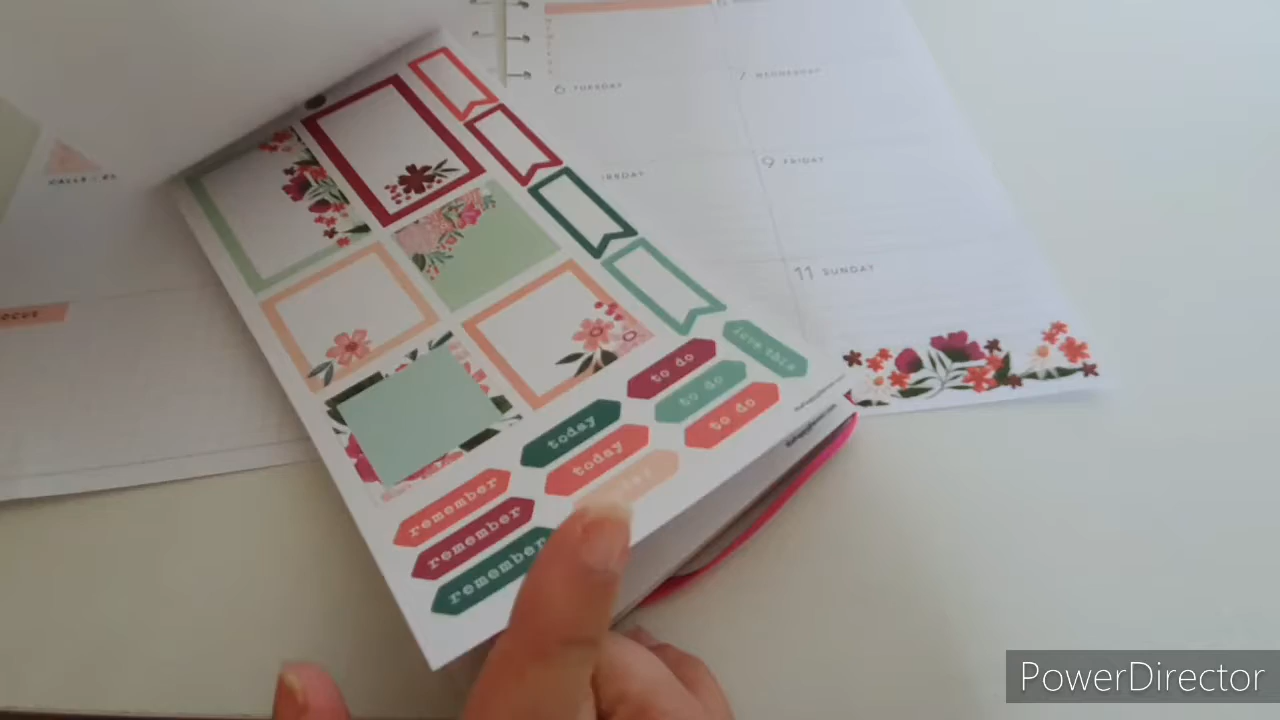 6 TUESDAY
7 WEDNESDAY
9 FRIDAY
11 SUNDAY
love this
to do
to do
to do
today
today
remember
remember
remember
PowerDirector